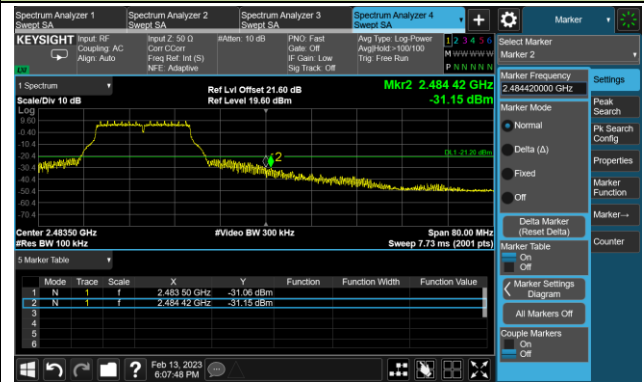 Spectrum Analyzer 1
Swept SA
Spectrum Analyzer 2
Swept SA
Spectrum Analyzer 3
Swept SA
Spectrum Analyzer 4
Swept SA
Marker
KEYSIGHT
Input: RF
Coupling: AC
Align: Auto
Input Z: 50 Ω
Corr CCorr
Freq Ref: Int (S)
NFE: Adaptive
#Atten: 10 dB
PNO: Fast
Gate: Off
IF Gain: Low
Sig Track: Off
Avg Type: Log-Power
Avg|Hold >100/100
Trig: Free Run
1 2 3 4 5 6
M W W W W W
P N N N N N
LNI
1 Spectrum
Scale/Div 10 dB
Log
Ref Lvl Offset 21.60 dB
Ref Level 19.60 dBm
Mkr2 2.484 42 GHz
-31.15 dBm
9.60
-0.40
-10.4
-20.4
-30.4
-40.4
-50.4
-60.4
-70.4
DL1 -21.20 dBm
2
Center 2.48350 GHz
#Res BW 100 kHz
#Video BW 300 kHz
Span 80.00 MHz
Sweep 7.73 ms (2001 pts)
5 Marker Table
Mode Trace Scale X Y Function Function Width Function Value
1 N 1 f 2.483 50 GHz -31.06 dBm
2 N 1 f 2.484 42 GHz -31.15 dBm
3
4
5
6
Select Marker
Marker 2
Marker Frequency
2.484420000 GHz
Marker Mode
Normal
Delta (Δ)
Fixed
Off
Delta Marker
(Reset Delta)
Marker Table
On
Off
Marker Settings
Diagram
All Markers Off
Couple Markers
On
Off
Settings
Peak
Search
Pk Search
Config
Properties
Marker
Function
Marker→
Counter
Feb 13, 2023
6:07:48 PM